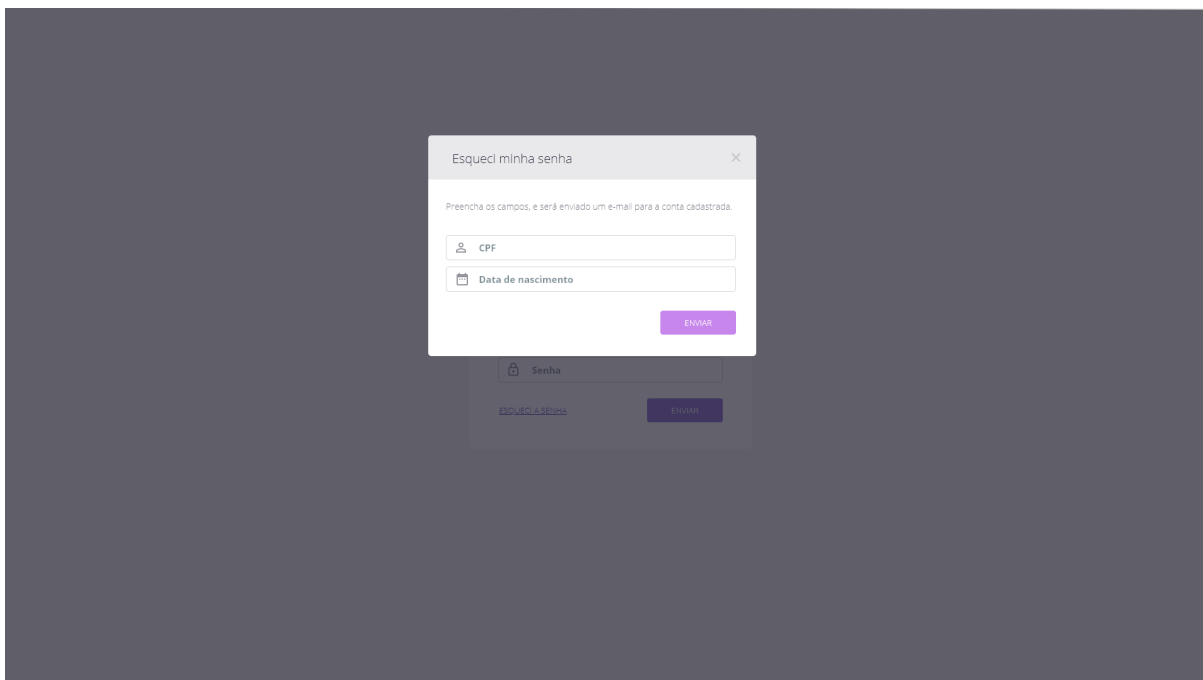 Esqueci minha senha
Preencha os campos, e será enviado um e-mail para a conta cadastrada.
CPF
Data de nascimento
ENVIAR
Senha
ESQUECI A SENHA
ENVIAR